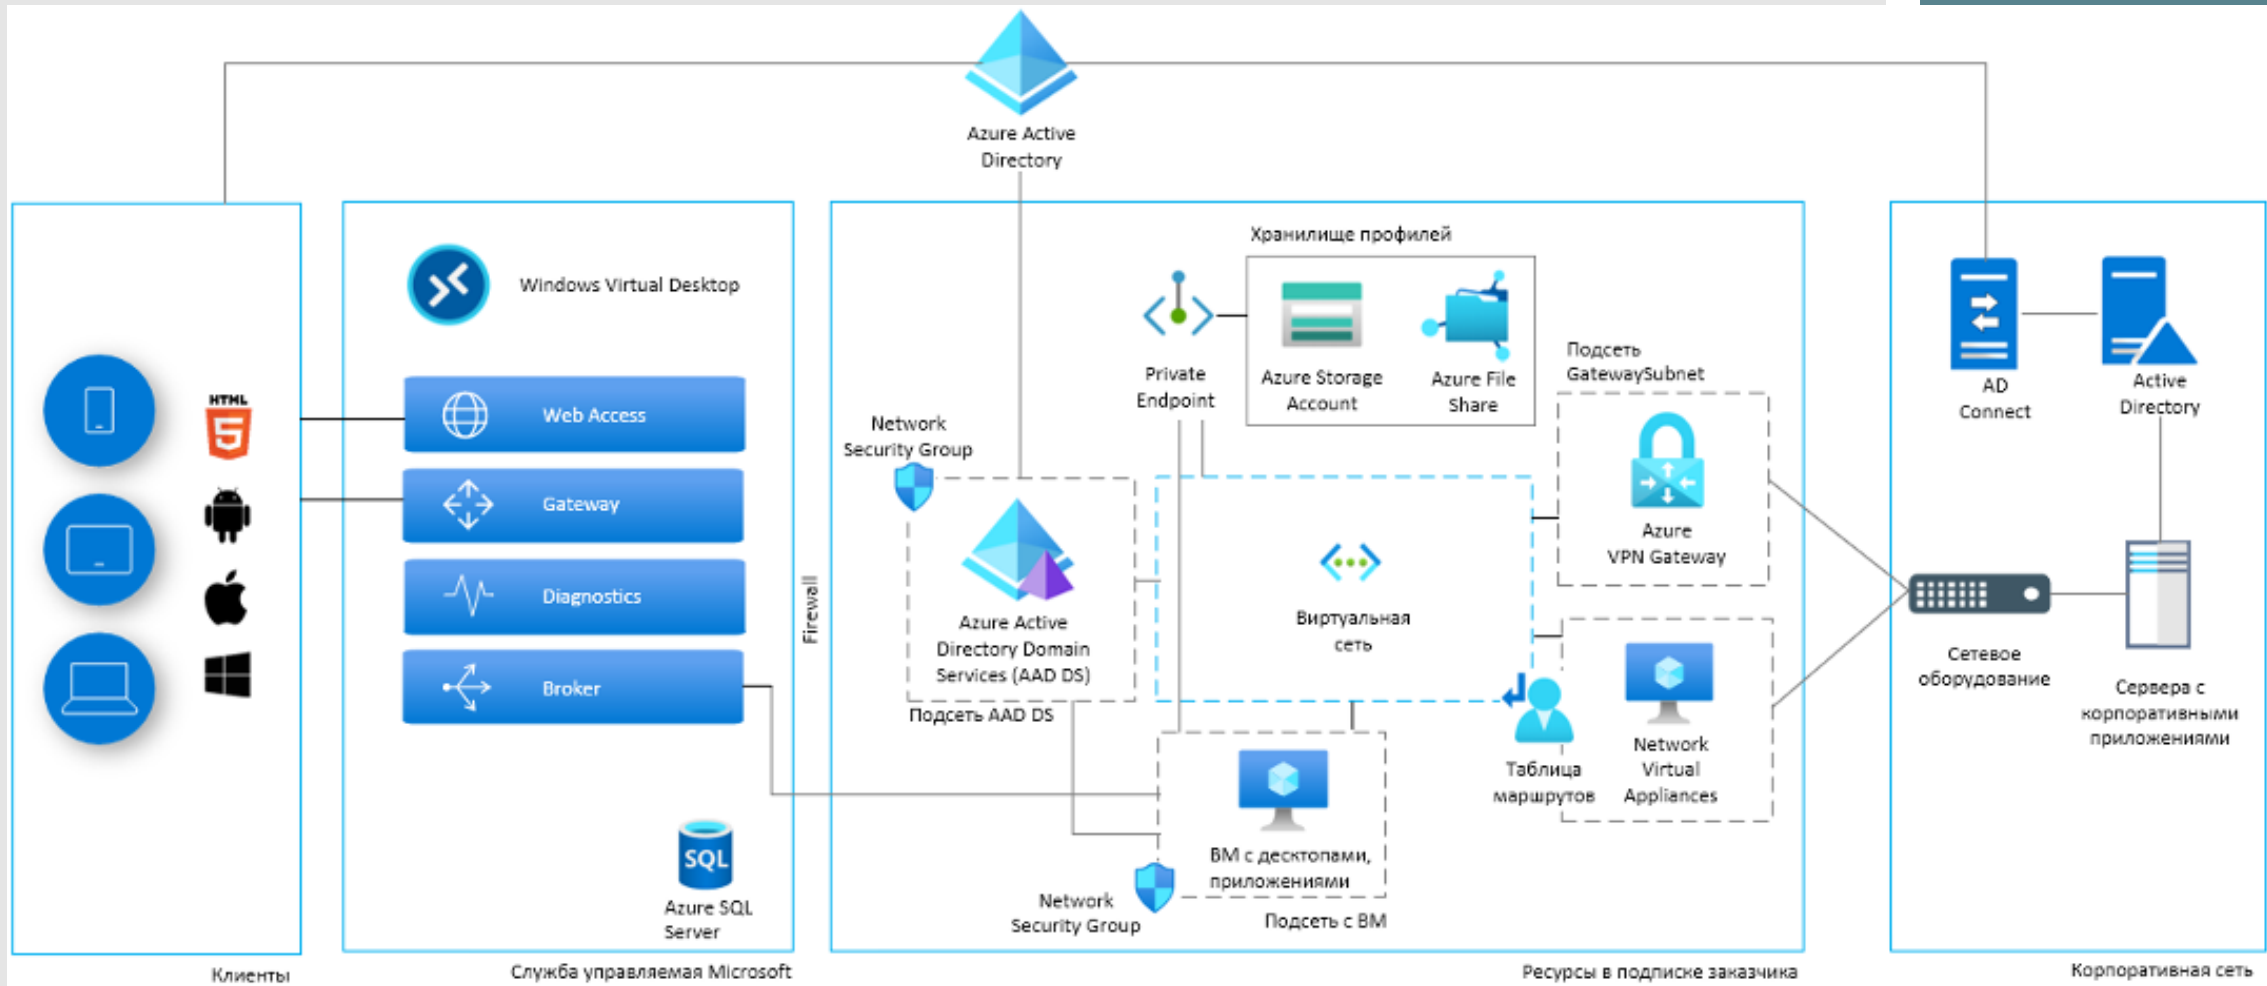 Azure Active
Directory
HTML
5
Клиенты
Windows Virtual Desktop
Web Access
Gateway
Diagnostics
Broker
SQL
Azure SQL
Server
Служба управляемая Microsoft
Firewall
Хранилище профилей
Private
Endpoint
Azure Storage
Account
Azure File
Share
Network
Security Group
Azure Active
Directory Domain
Services (AAD DS)
Подсеть AAD DS
Виртуальная
сеть
Подсеть
GatewaySubnet
Azure
VPN Gateway
Таблица
маршрутов
Network
Virtual
Appliances
ВМ с десктопами,
приложениями
Network
Security Group
Подсеть с ВМ
Ресурсы в подписке заказчика
AD
Connect
Active
Directory
Сетевое
оборудование
Сервера с
корпоративными
приложениями
Корпоративная сеть